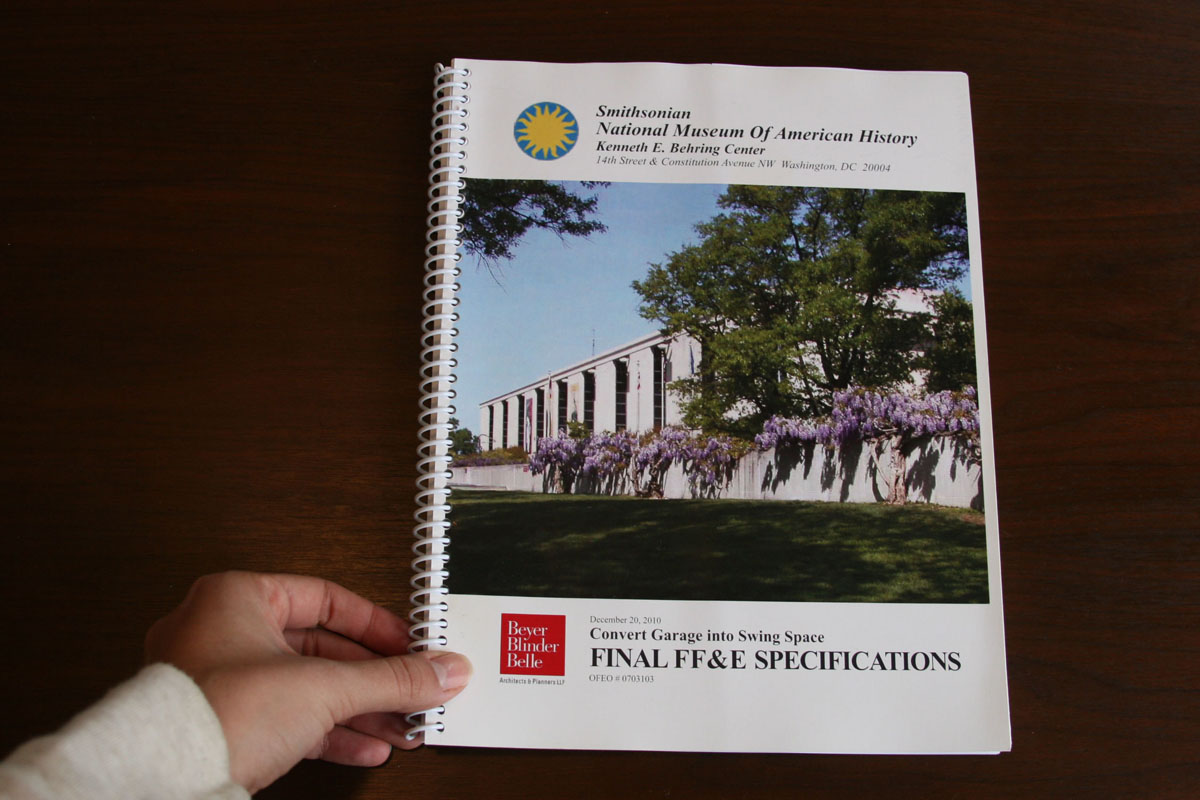 Smithsonian
National Museum Of American History
Kenneth E. Behring Center
14th Street & Constitution Avenue NW Washington, DC 20004
Beyer
Blinder
Belle
Architects & Planners LLP
December 20, 2010
Convert Garage into Swing Space
FINAL FF&E SPECIFICATIONS
OFEO # 0703103